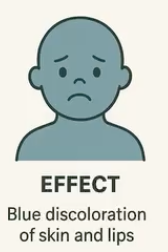 EFFECT
Blue discoloration
of skin and lips